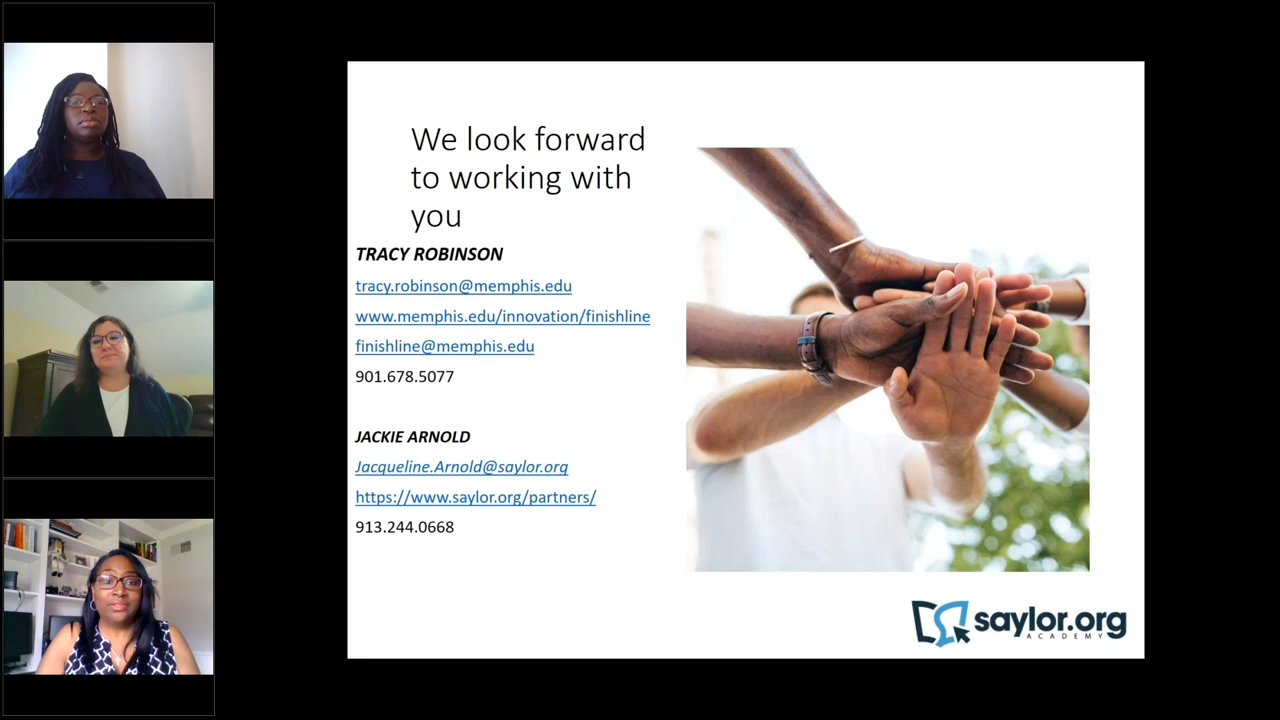 We look forward
to working with
you
TRACY ROBINSON
tracy.robinson@memphis.edu
www.memphis.edu/innovation/finishline
finishline@memphis.edu
901.678.5077
JACKIE ARNOLD
Jacqueline.Arnold@saylor.org
https://www.saylor.org/partners/
913.244.0668
saylor.org
ACADEMY